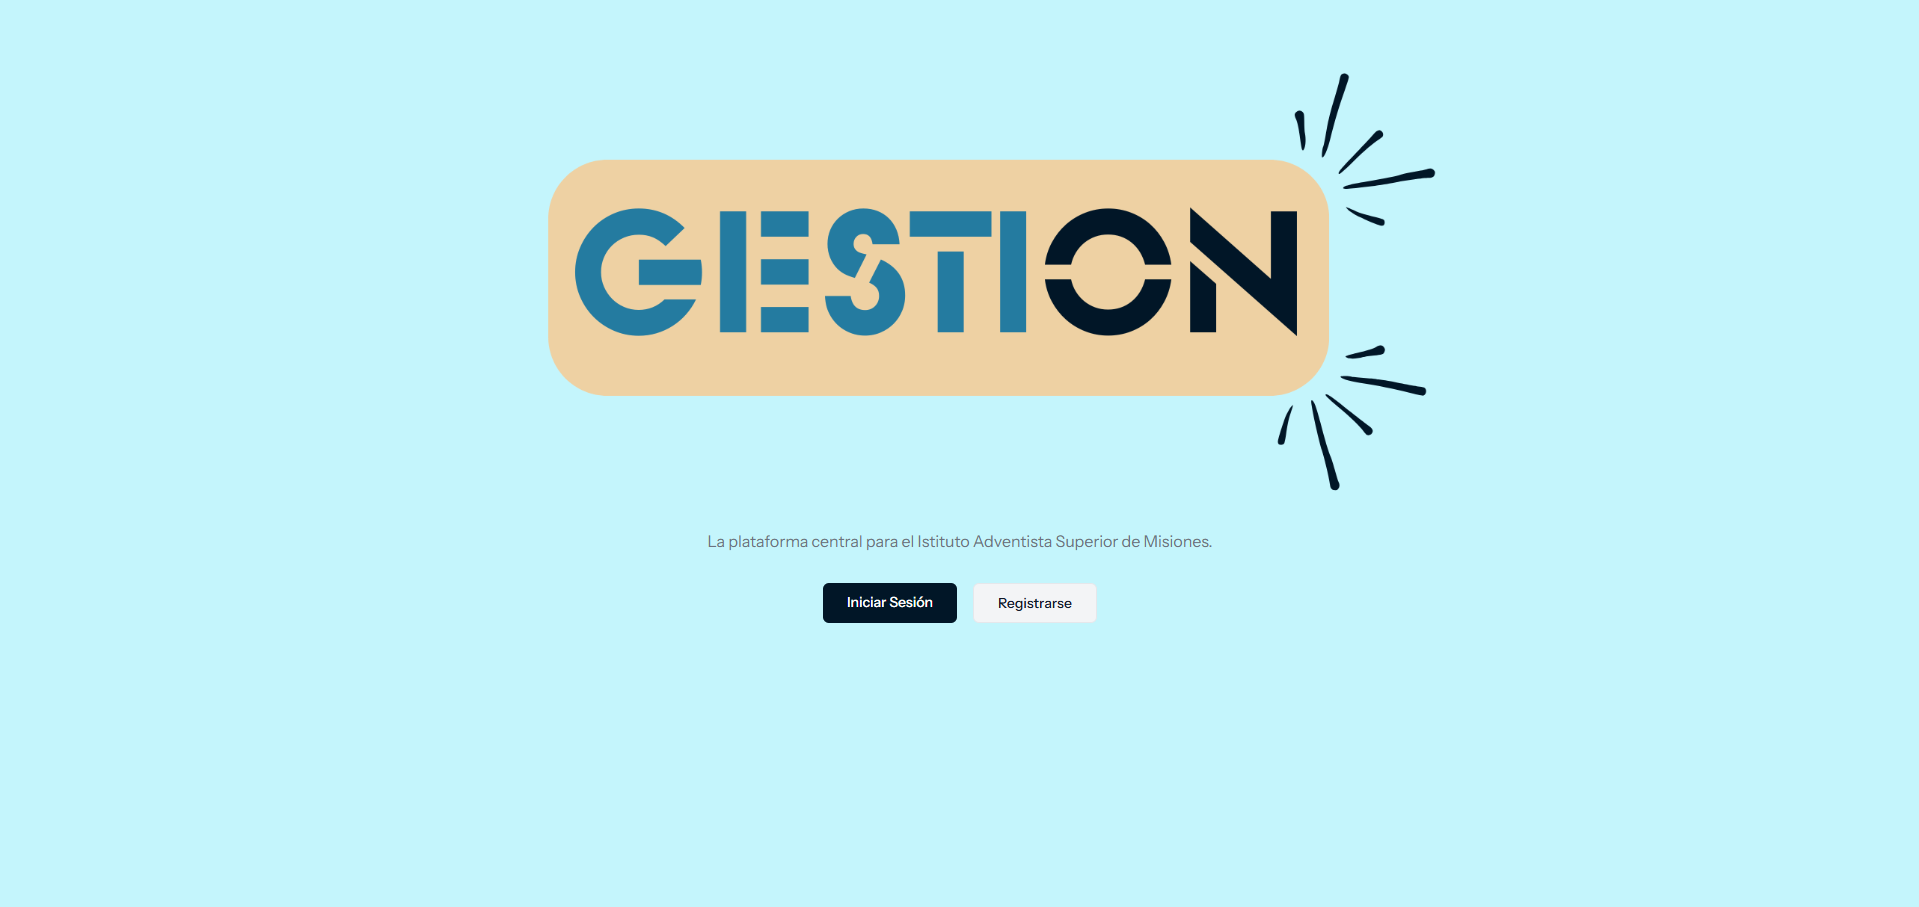 GESTION
La plataforma central para el Istituto Adventista Superior de Misiones.
Iniciar Sesión
Registrarse